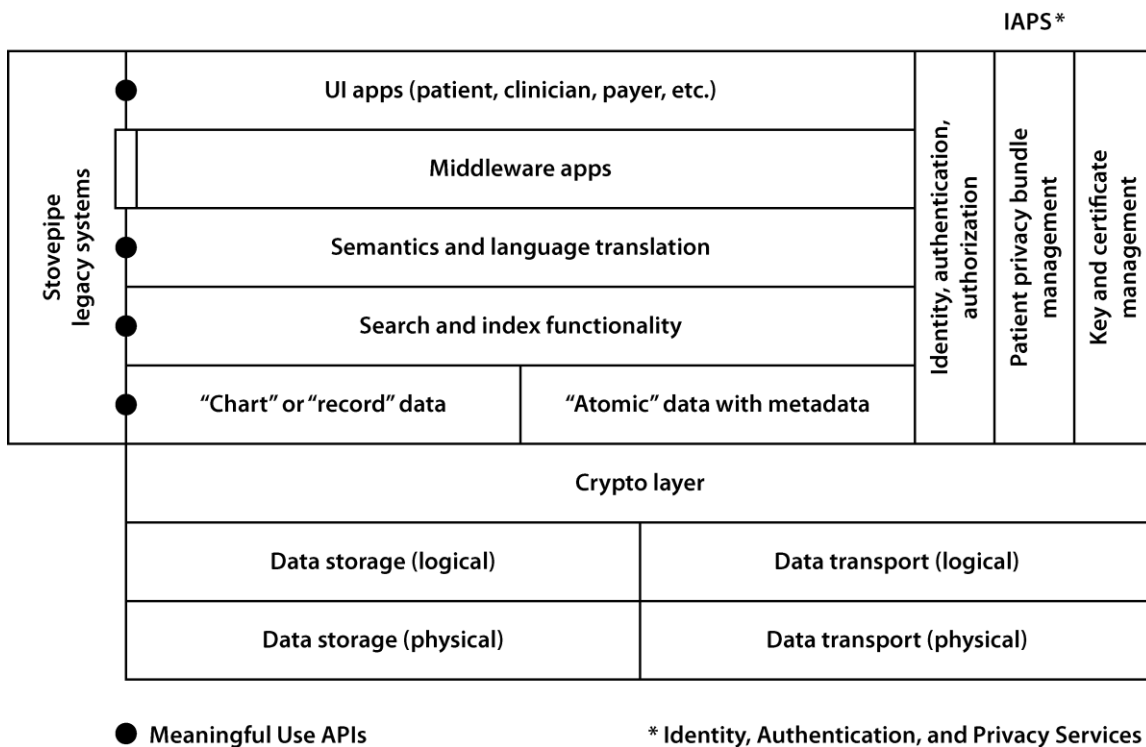 IAPS*
Stovepipe
legacy systems
UI apps (patient, clinician, payer, etc.)
Middleware apps
Semantics and language translation
Search and index functionality
“Chart” or “record” data
“Atomic” data with metadata
Identity, authentication,
authorization
Patient privacy bundle
management
Key and certificate
management
Crypto layer
Data storage (logical)
Data transport (logical)
Data storage (physical)
Data transport (physical)
Meaningful Use APIs
* Identity, Authentication, and Privacy Services